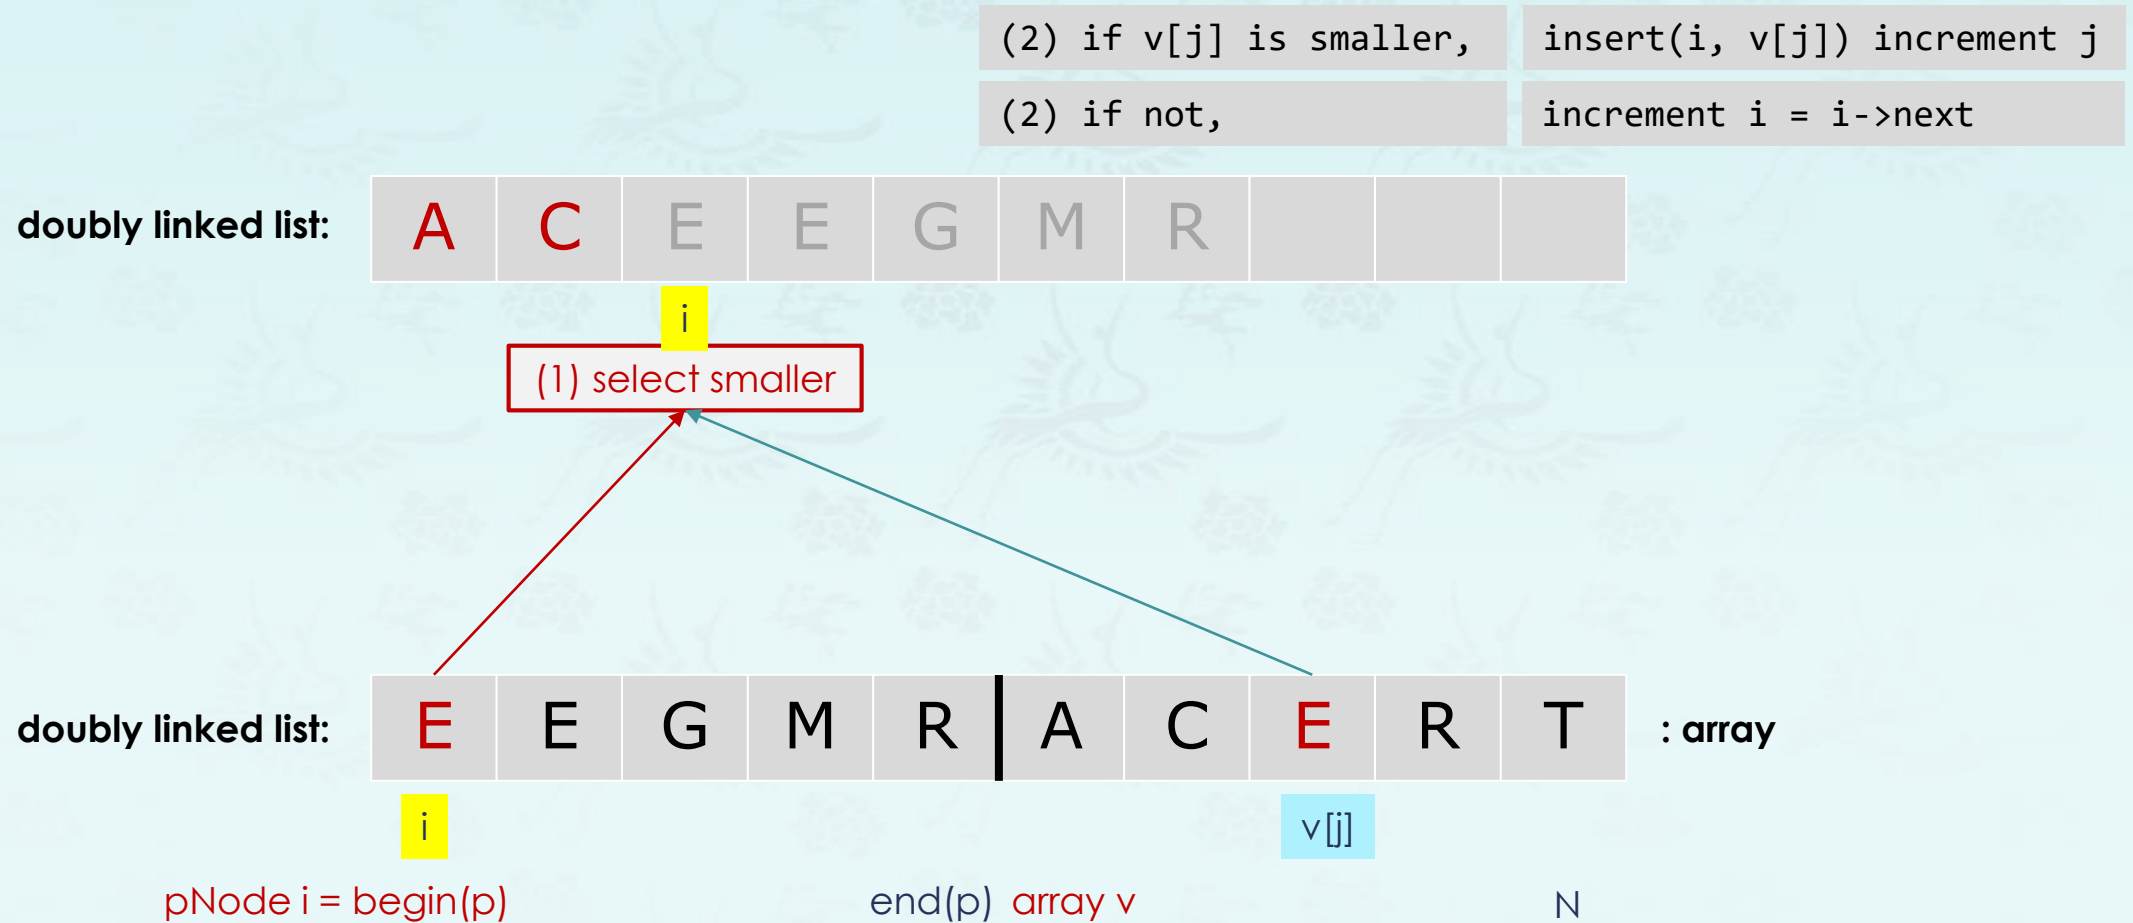 (2) if v[j] is smaller, insert(i, v[j]) increment j
(2) if not, increment i = i->next
doubly linked list: A C E E G M R
i
(1) select smaller
doubly linked list: E E G M R A C E R T : array
i v[j]
pNode i = begin(p) end(p) array v N